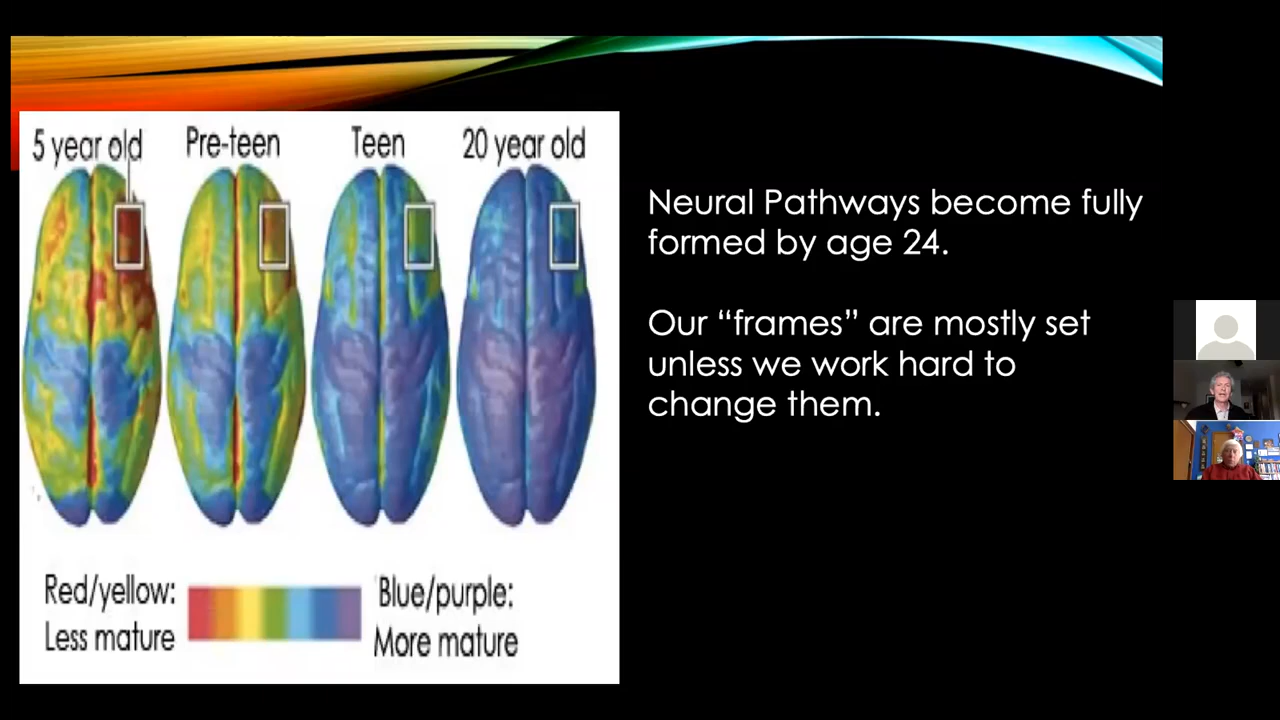 5 year old
Pre-teen
Teen
20 year old
Red/yellow:
Less mature
Blue/purple:
More mature
Neural Pathways become fully
formed by age 24.
Our “frames” are mostly set
unless we work hard to
change them.